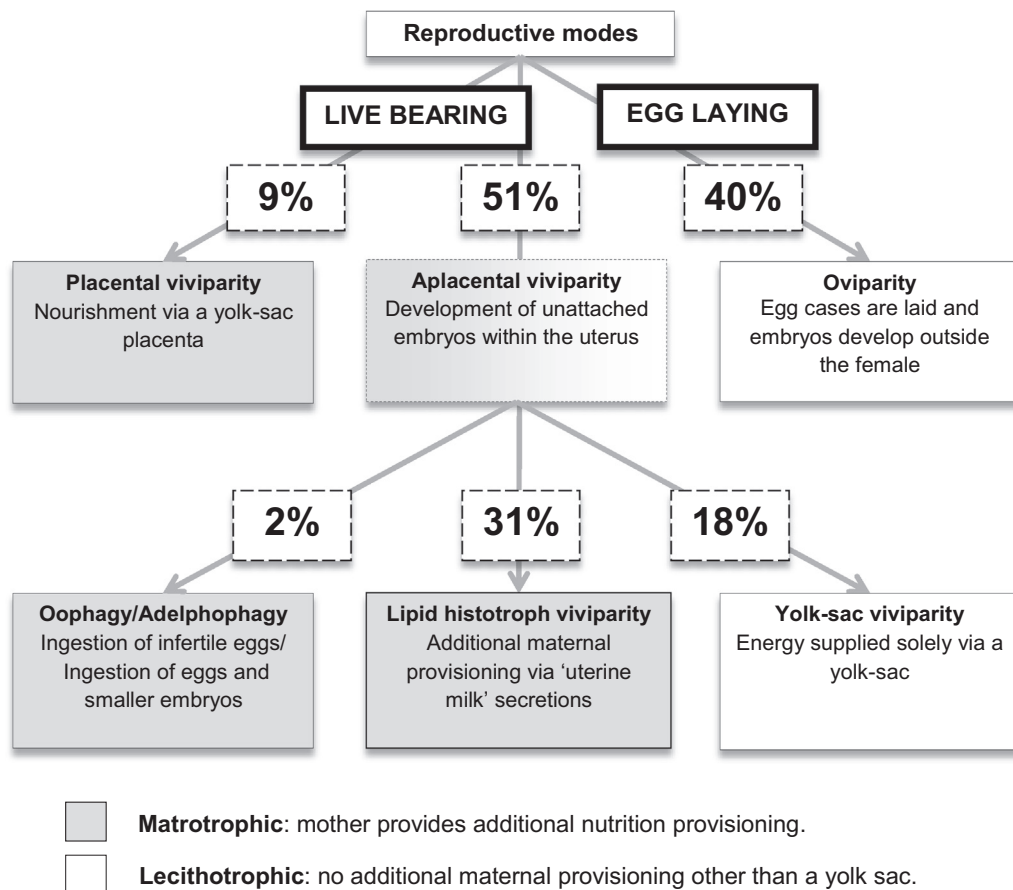 Reproductive modes
LIVE BEARING
EGG LAYING
9%
51%
40%
Placental viviparity
Nourishment via a yolk-sac
placenta
Aplacental viviparity
Development of unattached
embryos within the uterus
Oviparity
Egg cases are laid and
embryos develop outside
the female
2%
31%
18%
Oophagy/Adelphophagy
Ingestion of infertile eggs/
Ingestion of eggs and
smaller embryos
Lipid histotroph viviparity
Additional maternal
provisioning via ‘uterine
milk’ secretions
Yolk-sac viviparity
Energy supplied solely via a
yolk-sac
Matrotrophic: mother provides additional nutrition provisioning.
Lecithotrophic: no additional maternal provisioning other than a yolk sac.